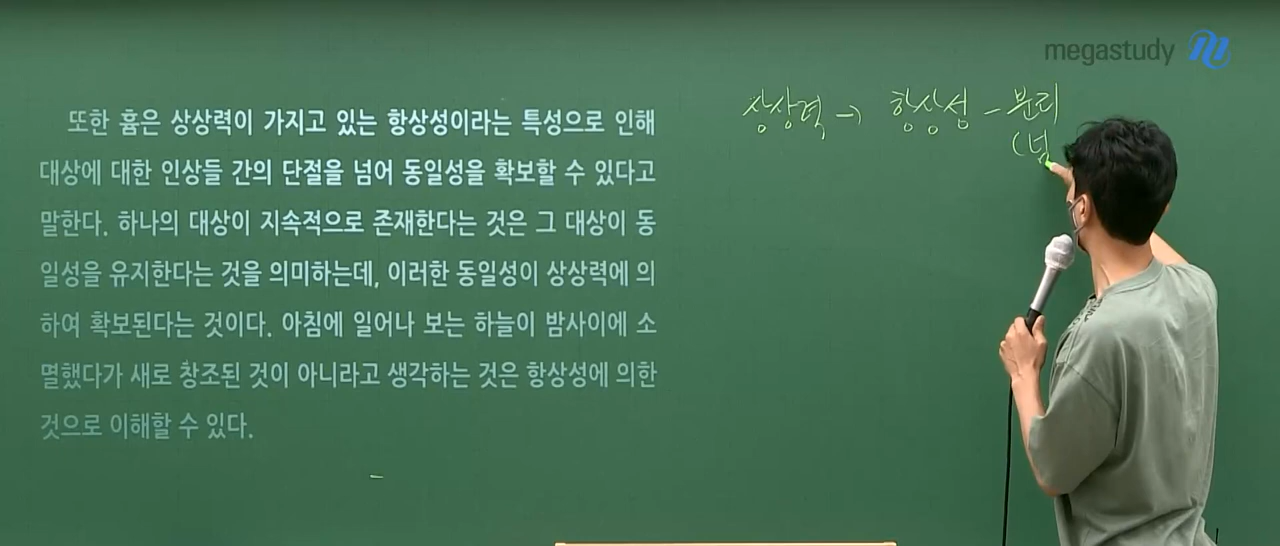 megastudy
또한 흄은 상상력이 가지고 있는 항상성이라는 특성으로 인해
대상에 대한 인상들 간의 단절을 넘어 동일성을 확보할 수 있다고
말한다. 하나의 대상이 지속적으로 존재한다는 것은 그 대상이 동
일성을 유지한다는 것을 의미하는데, 이러한 동일성이 상상력에 의
하여 확보된다는 것이다. 아침에 일어나 보는 하늘이 밤사이에 소
멸했다가 새로 창조된 것이 아니라고 생각하는 것은 항상성에 의한
것으로 이해할 수 있다.
상상력 → 항상성 - 분리
(넘